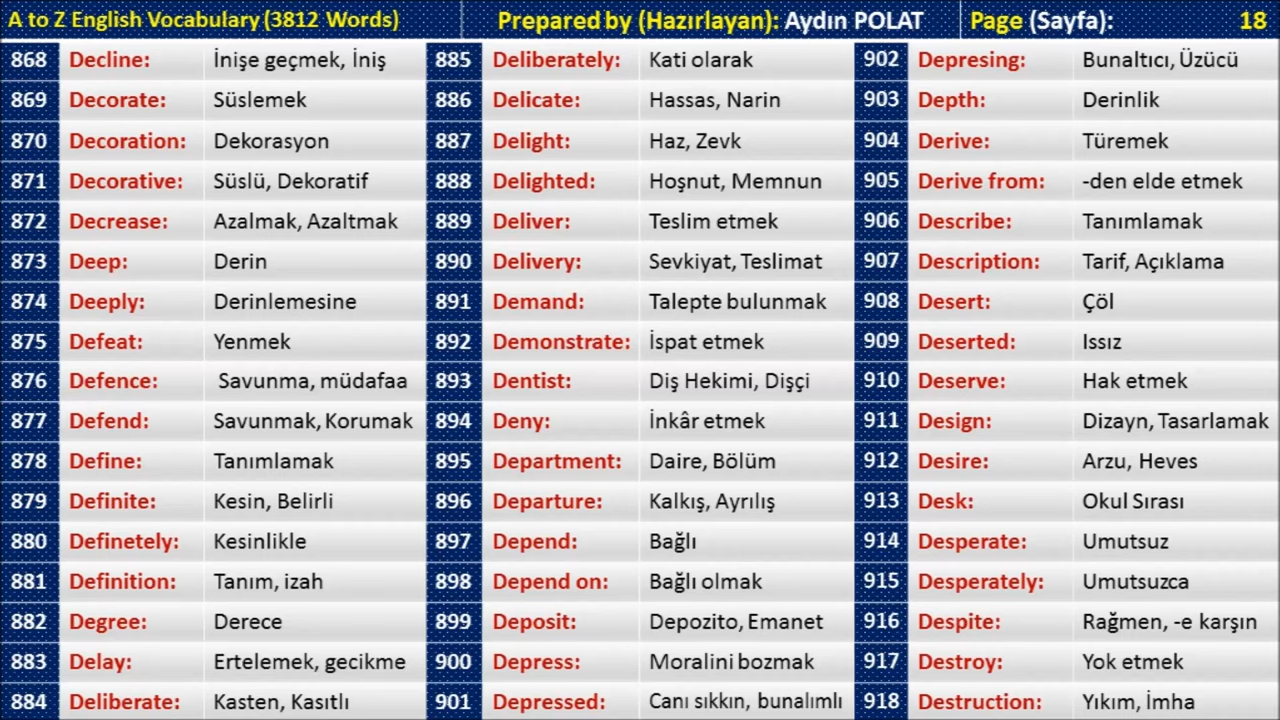 A to Z English Vocabulary (3812 Words) Prepared by (Hazırlayan): Aydın POLAT Page (Sayfa): 18
868 Decline: İnişe geçmek, İniş
869 Decorate: Süslemek
870 Decoration: Dekorasyon
871 Decorative: Süslü, Dekoratif
872 Decrease: Azalmak, Azaltmak
873 Deep: Derin
874 Deeply: Derinlemesine
875 Defeat: Yenmek
876 Defence: Savunma, müdafaa
877 Defend: Savunmak, Korumak
878 Define: Tanımlamak
879 Definite: Kesin, Belirli
880 Definetely: Kesinlikle
881 Definition: Tanım, izah
882 Degree: Derece
883 Delay: Ertelemek, gecikme
884 Deliberate: Kasten, Kasıtlı
885 Deliberately: Kati olarak
886 Delicate: Hassas, Narin
887 Delight: Haz, Zevk
888 Delighted: Hoşnut, Memnun
889 Deliver: Teslim etmek
890 Delivery: Sevkiyat, Teslimat
891 Demand: Talepte bulunmak
892 Demonstrate: İspat etmek
893 Dentist: Diş Hekimi, Dişçi
894 Deny: İnkâr etmek
895 Department: Daire, Bölüm
896 Departure: Kalkış, Ayrılış
897 Depend: Bağlı
898 Depend on: Bağlı olmak
899 Deposit: Depozito, Emanet
900 Depress: Moralini bozmak
901 Depressed: Canı sıkkın, bunalımlı
902 Depresing: Bunaltıcı, Üzücü
903 Depth: Derinlik
904 Derive: Türemek
905 Derive from: -den elde etmek
906 Describe: Tanımlamak
907 Description: Tarif, Açıklama
908 Desert: Çöl
909 Deserted: Issız
910 Deserve: Hak etmek
911 Design: Dizayn, Tasarlamak
912 Desire: Arzu, Heves
913 Desk: Okul Sırası
914 Desperate: Umutsuz
915 Desperately: Umutsuzca
916 Despite: Rağmen, -e karşın
917 Destroy: Yok etmek
918 Destruction: Yıkım, İmha